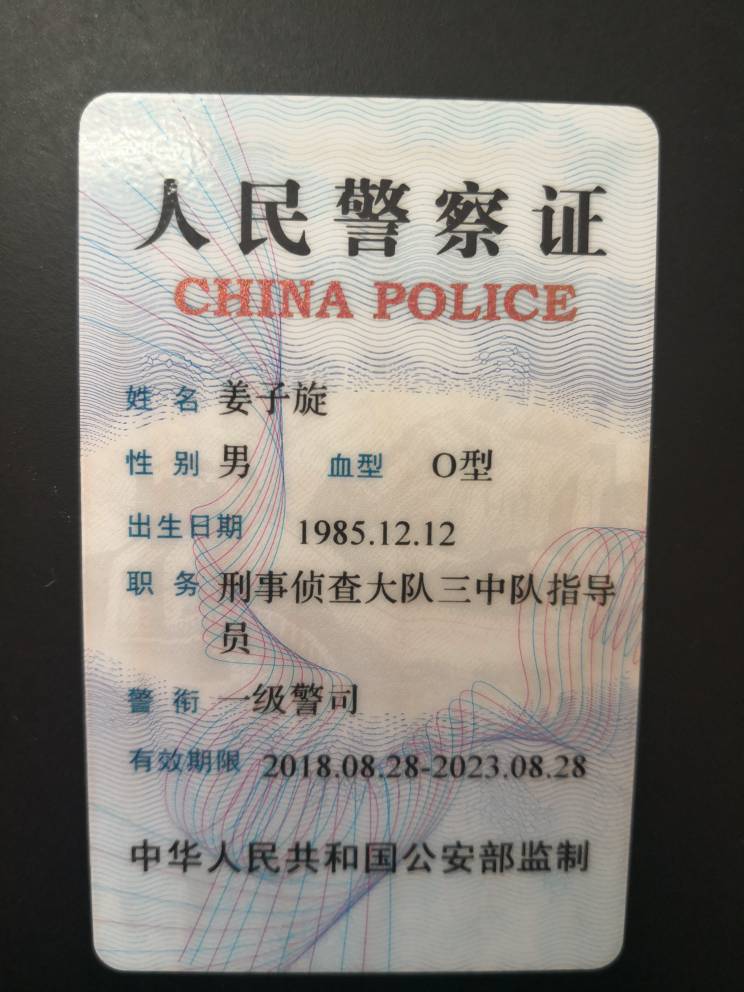 人民警察证
CHINA POLICE
姓名 姜子旋
性别 男 血型 O型
出生日期 1985.12.12
职务 刑事侦查大队三中队指导
员
警衔 一级警司
有效期限 2018.08.28-2023.08.28
中华人民共和国公安部监制